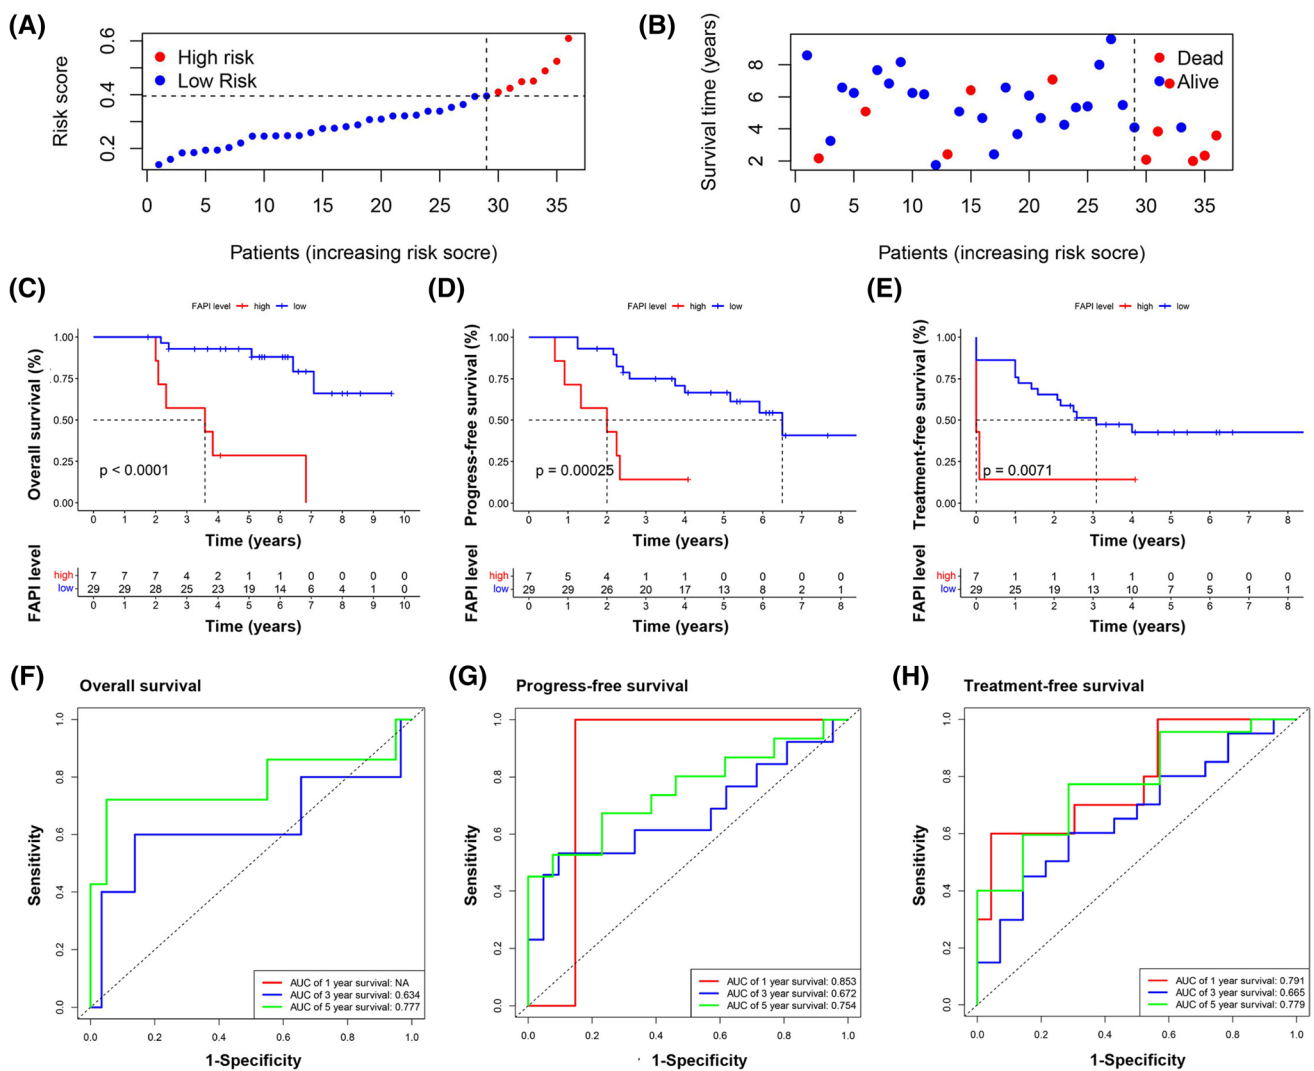 (A)
Risk score
0.6
0.4
0.2
High risk
Low Risk
0 5 10 15 20 25 30 35
Patients (increasing risk socre)
(B)
Survival time (years)
8
6
4
2
Dead
Alive
0 5 10 15 20 25 30 35
Patients (increasing risk socre)
(C)
FAPI level high low
Overall survival (%)
1.00
0.75
0.50
0.25
0.00
p < 0.0001
0 1 2 3 4 5 6 7 8 9 10
Time (years)
FAPI level
high 7 7 7 4 2 1 1 0 0 0 0
low 29 29 28 25 23 19 14 6 4 1 0
0 1 2 3 4 5 6 7 8 9 10
Time (years)
(D)
FAPI level high low
Progress-free survival (%)
1.00
0.75
0.50
0.25
0.00
p = 0.00025
0 1 2 3 4 5 6 7 8
Time (years)
FAPI level
high 7 5 4 1 1 0 0 0 0
low 29 29 26 20 17 13 8 2 1
0 1 2 3 4 5 6 7 8
Time (years)
(E)
FAPI level high low
Treatment-free survival (%)
1.00
0.75
0.50
0.25
0.00
p = 0.0071
0 1 2 3 4 5 6 7 8
Time (years)
FAPI level
high 7 1 1 1 1 0 0 0 0
low 29 25 19 13 10 7 5 1 1
0 1 2 3 4 5 6 7 8
Time (years)
(F)
Overall survival
Sensitivity
1.0
0.8
0.6
0.4
0.2
0.0
AUC of 1 year survival: NA
AUC of 3 year survival: 0.634
AUC of 5 year survival: 0.777
0.0 0.2 0.4 0.6 0.8 1.0
1-Specificity
(G)
Progress-free survival
Sensitivity
1.0
0.8
0.6
0.4
0.2
0.0
AUC of 1 year survival: 0.853
AUC of 3 year survival: 0.672
AUC of 5 year survival: 0.754
0.0 0.2 0.4 0.6 0.8 1.0
1-Specificity
(H)
Treatment-free survival
Sensitivity
1.0
0.8
0.6
0.4
0.2
0.0
AUC of 1 year survival: 0.791
AUC of 3 year survival: 0.665
AUC of 5 year survival: 0.779
0.0 0.2 0.4 0.6 0.8 1.0
1-Specificity